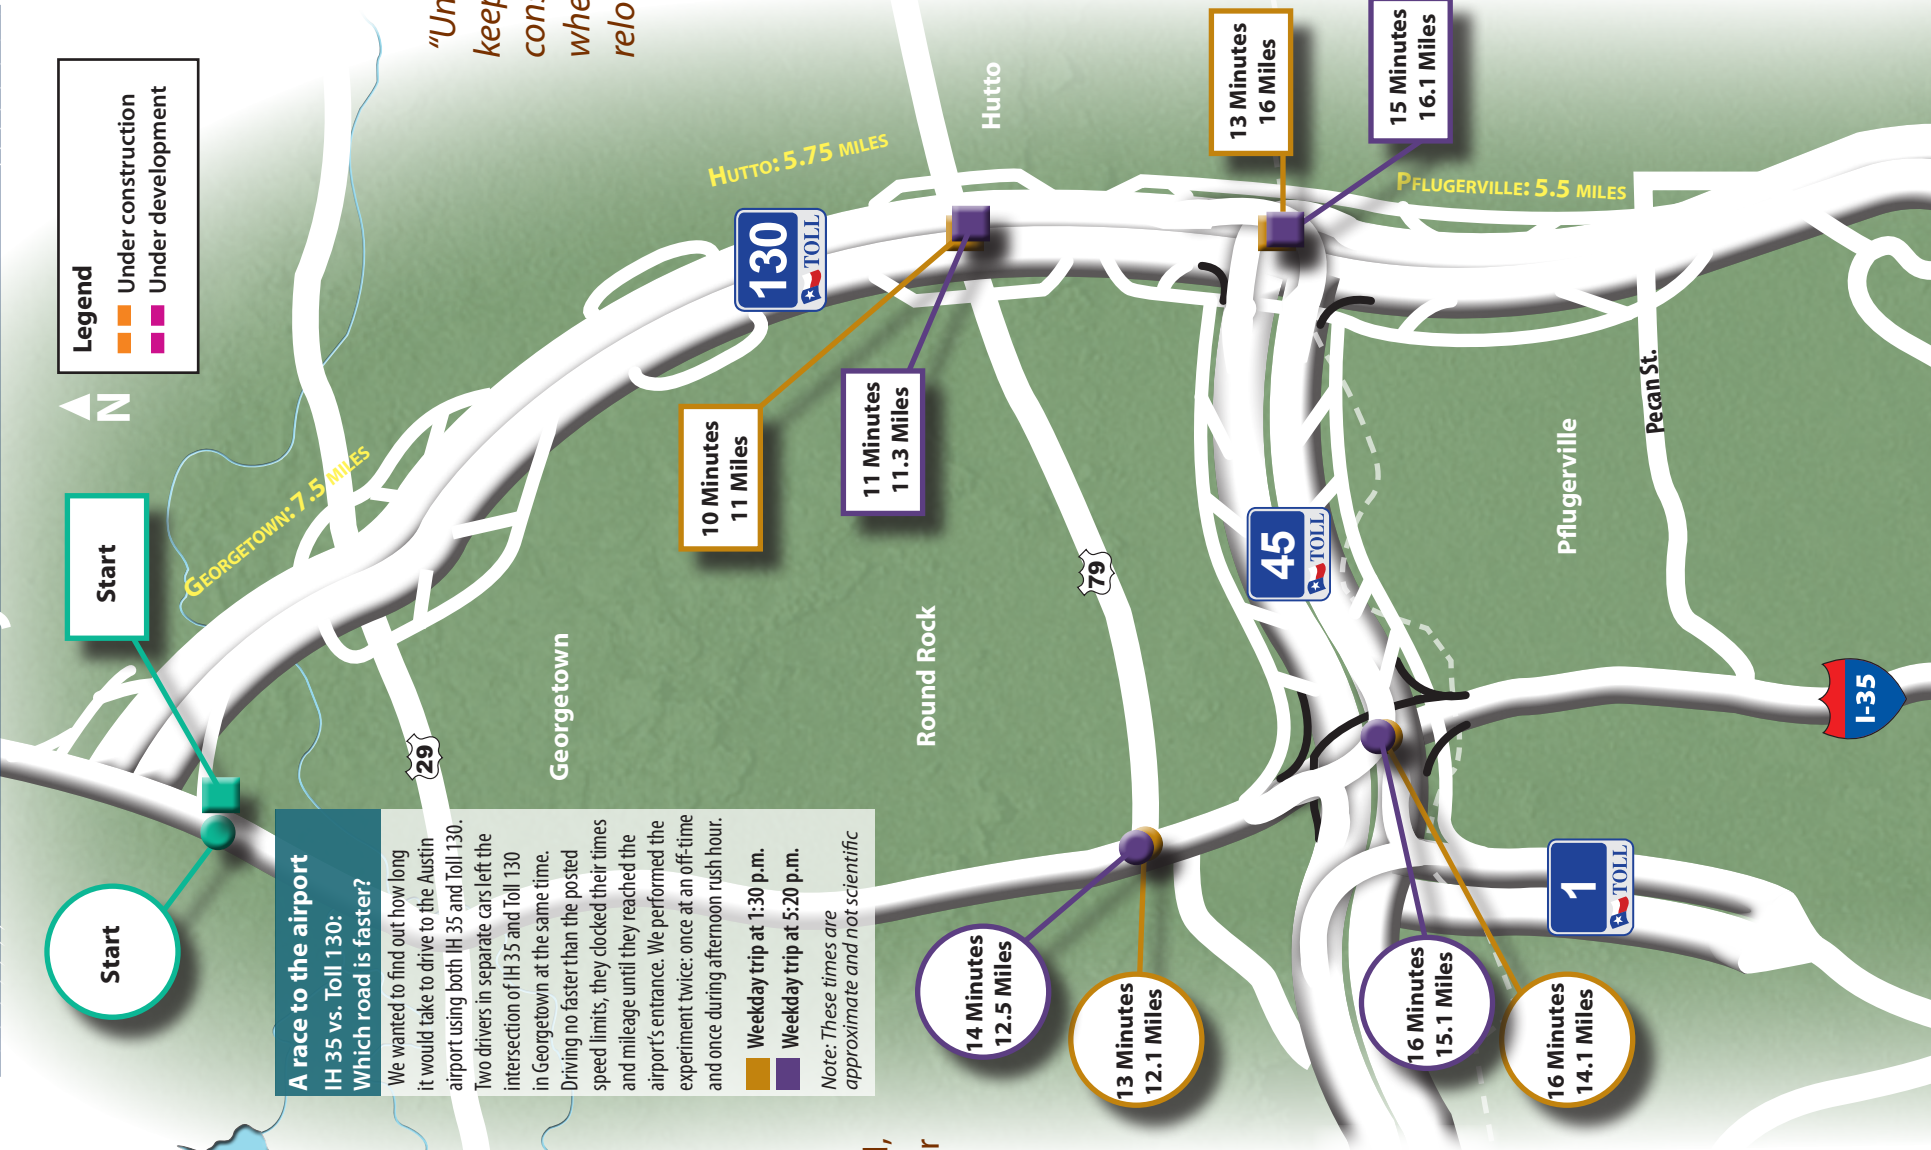 Legend
Under construction
Under development
N
"Un
keep
cons
whe
relo
Start
Start
GEORGETOWN: 7.5 MILES
HUTTO: 5.75 MILES
PFLUGERVILLE: 5.5 MILES
130
TOLL
Hutto
10 Minutes
11 Miles
11 Minutes
11.3 Miles
13 Minutes
16 Miles
15 Minutes
16.1 Miles
29
Georgetown
Round Rock
79
45
TOLL
Pflugerville
Pecan St.
I-35
1
TOLL
A race to the airport
IH 35 vs. Toll 130:
Which road is faster?
We wanted to find out how long
it would take to drive to the Austin
airport using both IH 35 and Toll 130.
Two drivers in separate cars left the
intersection of IH 35 and Toll 130
in Georgetown at the same time.
Driving no faster than the posted
speed limits, they clocked their times
and mileage until they reached the
airport's entrance. We performed the
experiment twice: once at an off-time
and once during afternoon rush hour.
Weekday trip at 1:30 p.m.
Weekday trip at 5:20 p.m.
Note: These times are
approximate and not scientific
14 Minutes
12.5 Miles
13 Minutes
12.1 Miles
16 Minutes
15.1 Miles
16 Minutes
14.1 Miles